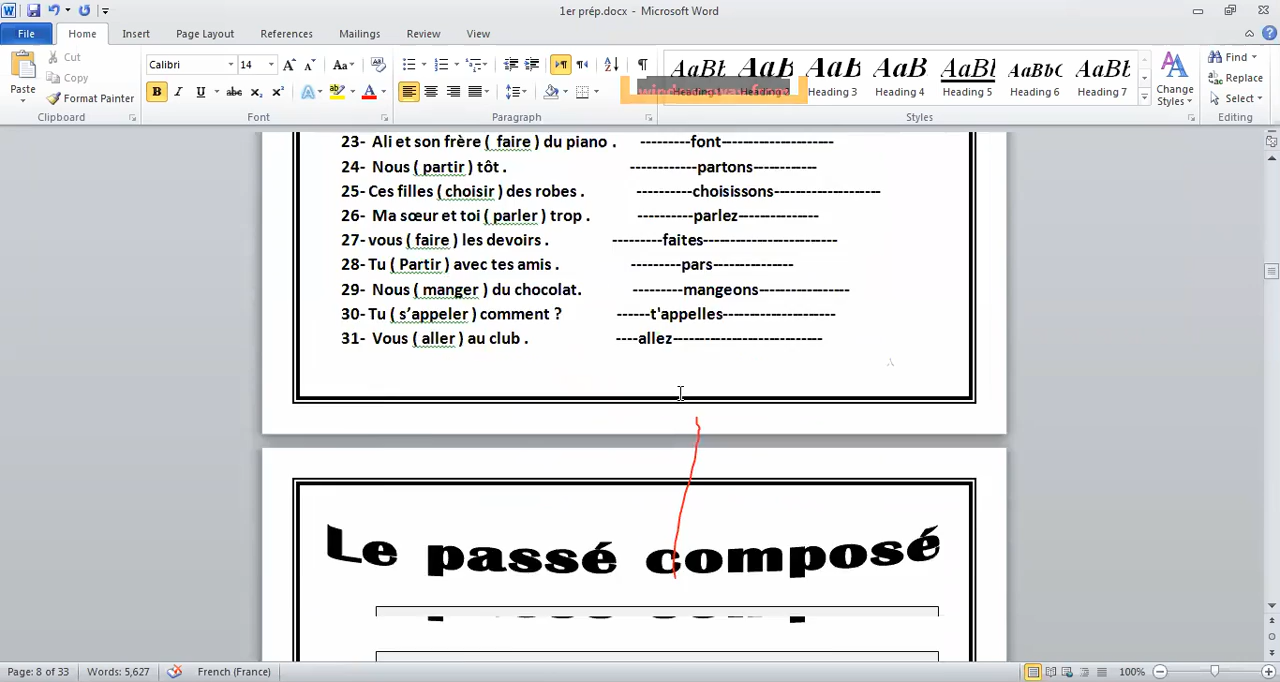 1er prép.docx - Microsoft Word
File Home Insert Page Layout References Mailings Review View
Paste
Cut
Copy
Format Painter
Clipboard
Calibri 14
Font
Paragraph
AaBt AaB AaB AaB AaBl AaBbC AaBb
Heading 1 Heading 2 Heading 3 Heading 4 Heading 5 Heading 6 Heading 7
Styles
Change Styles
Find
Replace
Select
Editing
23- Ali et son frère ( faire ) du piano . ---------font----------------------
24- Nous ( partir ) tôt . ------------partons------------
25- Ces filles ( choisir ) des robes . ----------choisissons--------------------
26- Ma sœur et toi ( parler ) trop . ----------parlez---------------
27- vous ( faire ) les devoirs . ---------faites-------------------------
28- Tu ( Partir ) avec tes amis . ---------pars---------------
29- Nous ( manger ) du chocolat. ---------mangeons-----------------
30- Tu ( s'appeler ) comment ? ------t'appelles---------------------
31- Vous ( aller ) au club . ----allez----------------------------
Le passé composé
Page: 8 of 33 Words: 5,627 French (France) 100%